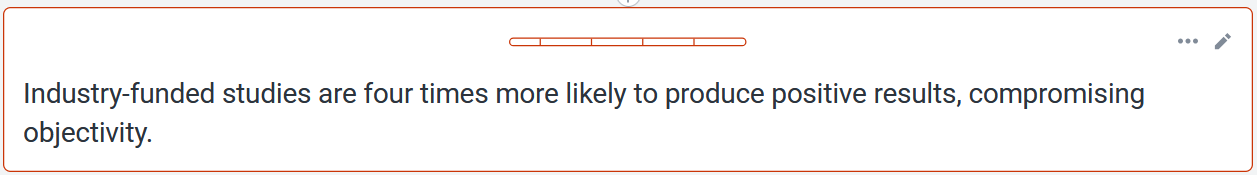 Industry-funded studies are four times more likely to produce positive results, compromising
objectivity.